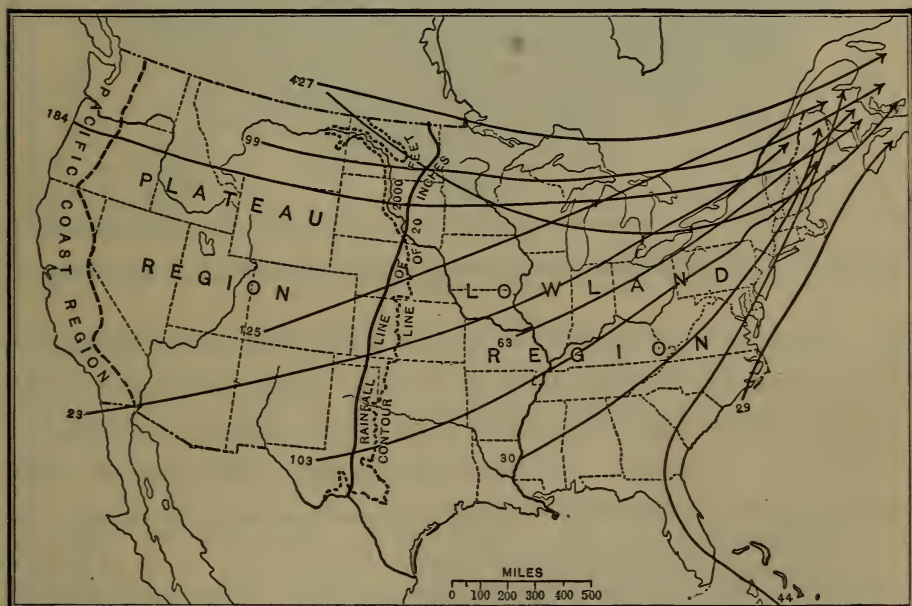 427
184
99
PACIFIC COAST REGION
PLATEAU
REGION
RAINFALL LINE OF 20 INCHES
CONTOUR LINE OF 2000 FEET
LOWLAND
REGION
125
63
23
103
30
29
44
MILES
0 100 200 300 400 500